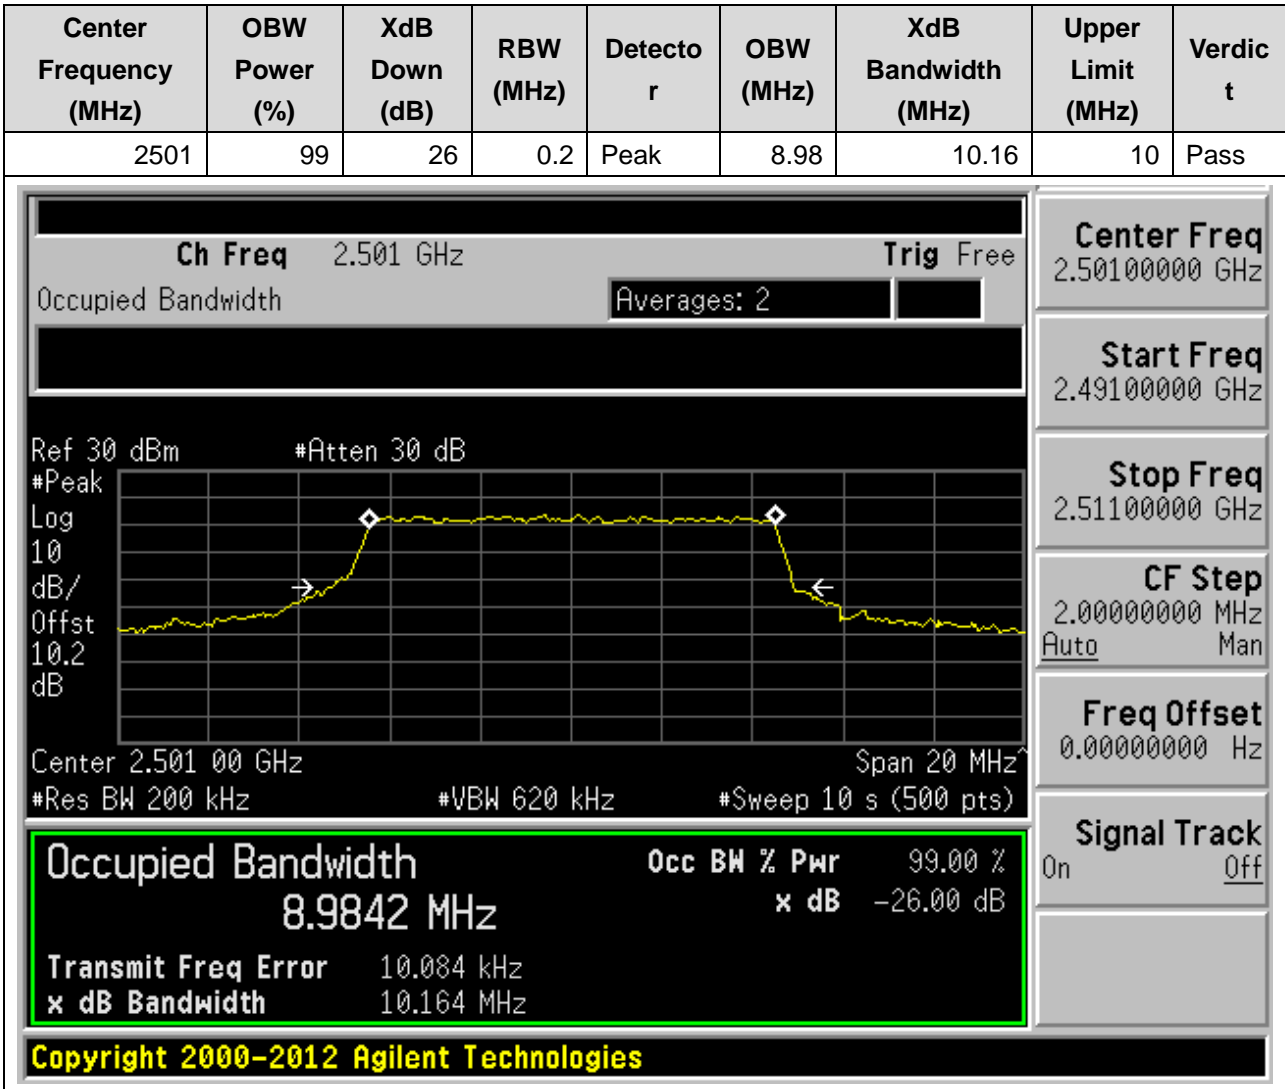 Center Frequency (MHz) OBW Power (%) XdB Down (dB) RBW (MHz) Detecto r OBW (MHz) XdB Bandwidth (MHz) Upper Limit (MHz) Verdic t
2501 99 26 0.2 Peak 8.98 10.16 10 Pass
Ch Freq 2.501 GHz Trig Free
Occupied Bandwidth Averages: 2
Ref 30 dBm #Atten 30 dB
#Peak
Log
10
dB/
Offst
10.2
dB
Center 2.501 00 GHz Span 20 MHz^
#Res BW 200 kHz #VBW 620 kHz #Sweep 10 s (500 pts)
Occupied Bandwidth
8.9842 MHz
Occ BW % Pwr 99.00 %
x dB -26.00 dB
Transmit Freq Error 10.084 kHz
x dB Bandwidth 10.164 MHz
Center Freq
2.50100000 GHz
Start Freq
2.49100000 GHz
Stop Freq
2.51100000 GHz
CF Step
2.00000000 MHz
Auto Man
Freq Offset
0.00000000 Hz
Signal Track
On Off
Copyright 2000-2012 Agilent Technologies